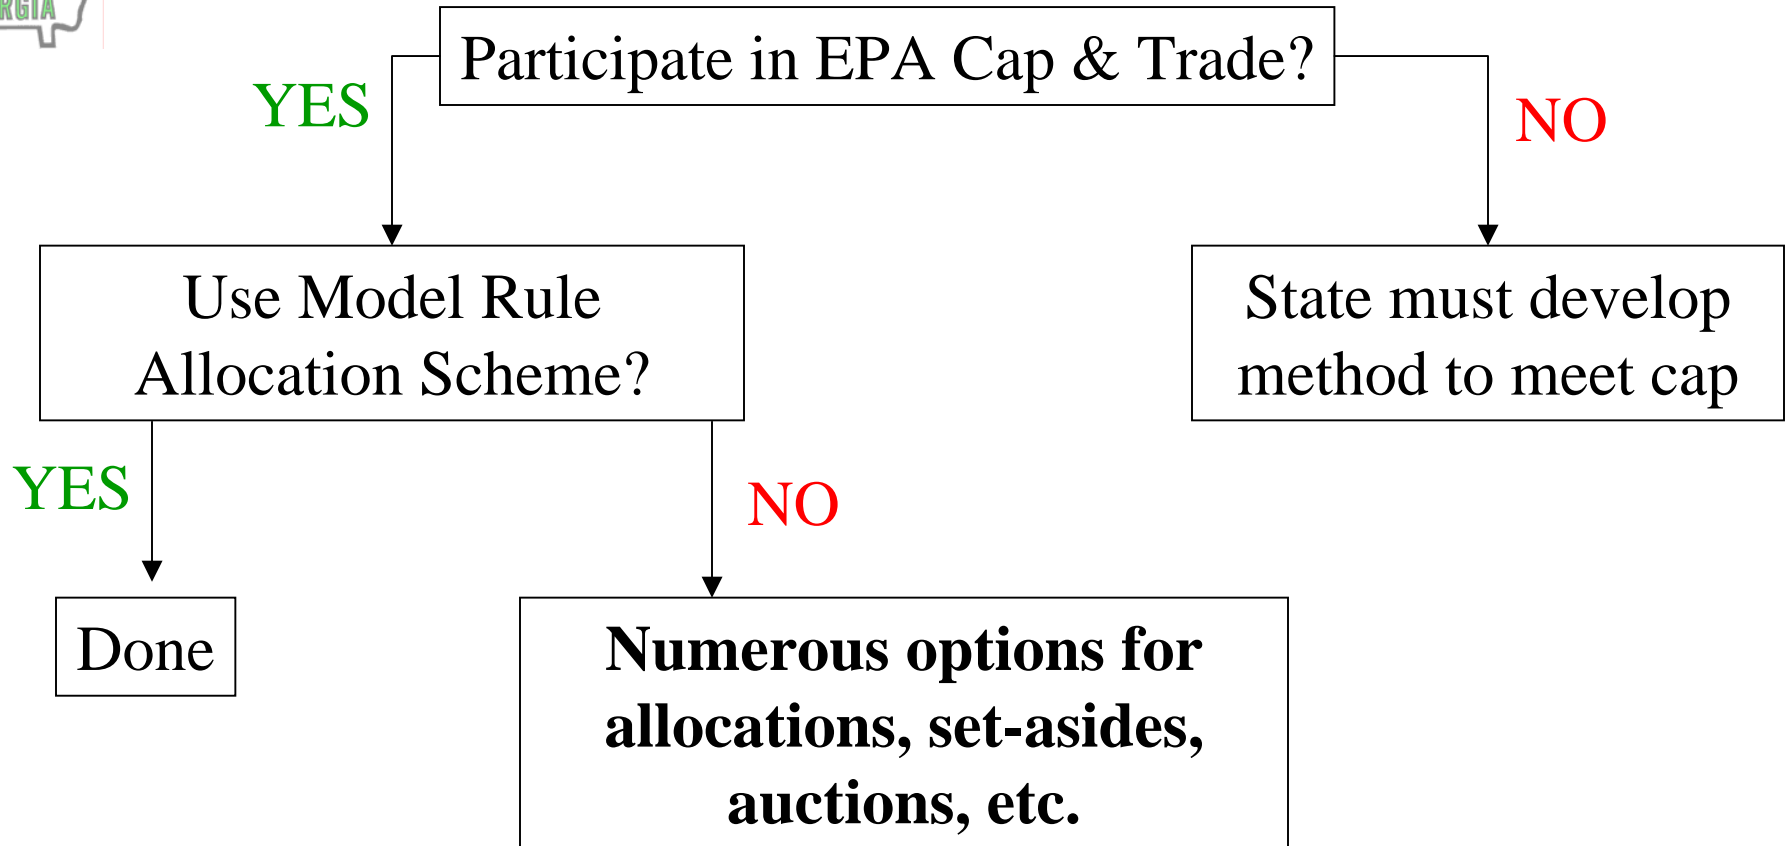 Participate in EPA Cap & Trade?
YES
NO
Use Model Rule
Allocation Scheme?
State must develop
method to meet cap
YES
NO
Done
Numerous options for
allocations, set-asides,
auctions, etc.